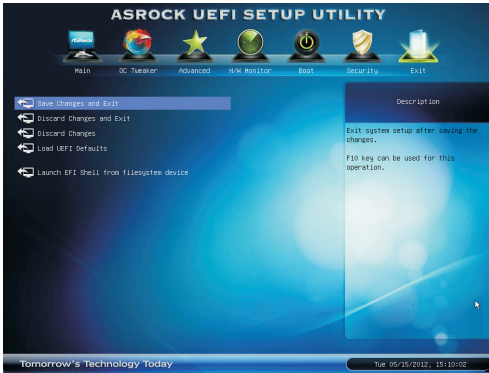 ASROCK UEFI SETUP UTILITY
ASRock
Main OC Tweaker Advanced H/W Monitor Boot Security Exit
Save Changes and Exit
Discard Changes and Exit
Discard Changes
Load UEFI Defaults
Launch EFI Shell from filesystem device
Description
Exit system setup after saving the
changes.
F10 key can be used for this
operation.
Tomorrow's Technology Today
Tue 05/15/2012, 15:10:02